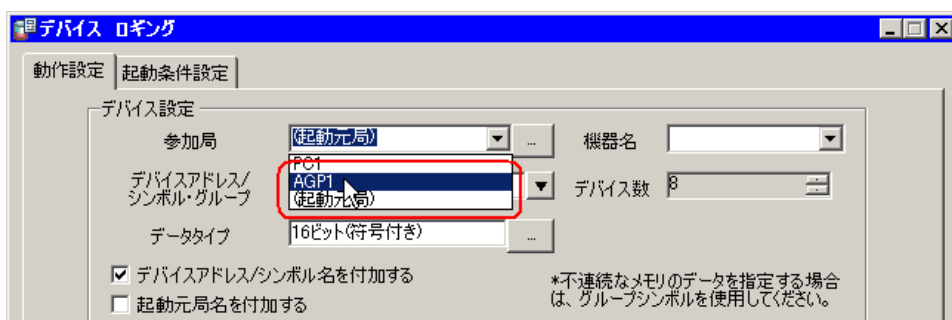 デバイス ロギング
動作設定 起動条件設定
デバイス設定
参加局 (起動元局) ... 機器名
PC1
AGP1
(起動元局)
デバイスアドレス/
シンボル・グループ
デバイス数 8
データタイプ 16ビット(符号付き) ...
デバイスアドレス/シンボル名を付加する
起動元局名を付加する
*不連続なメモリのデータを指定する場合
は、グループシンボルを使用してください。